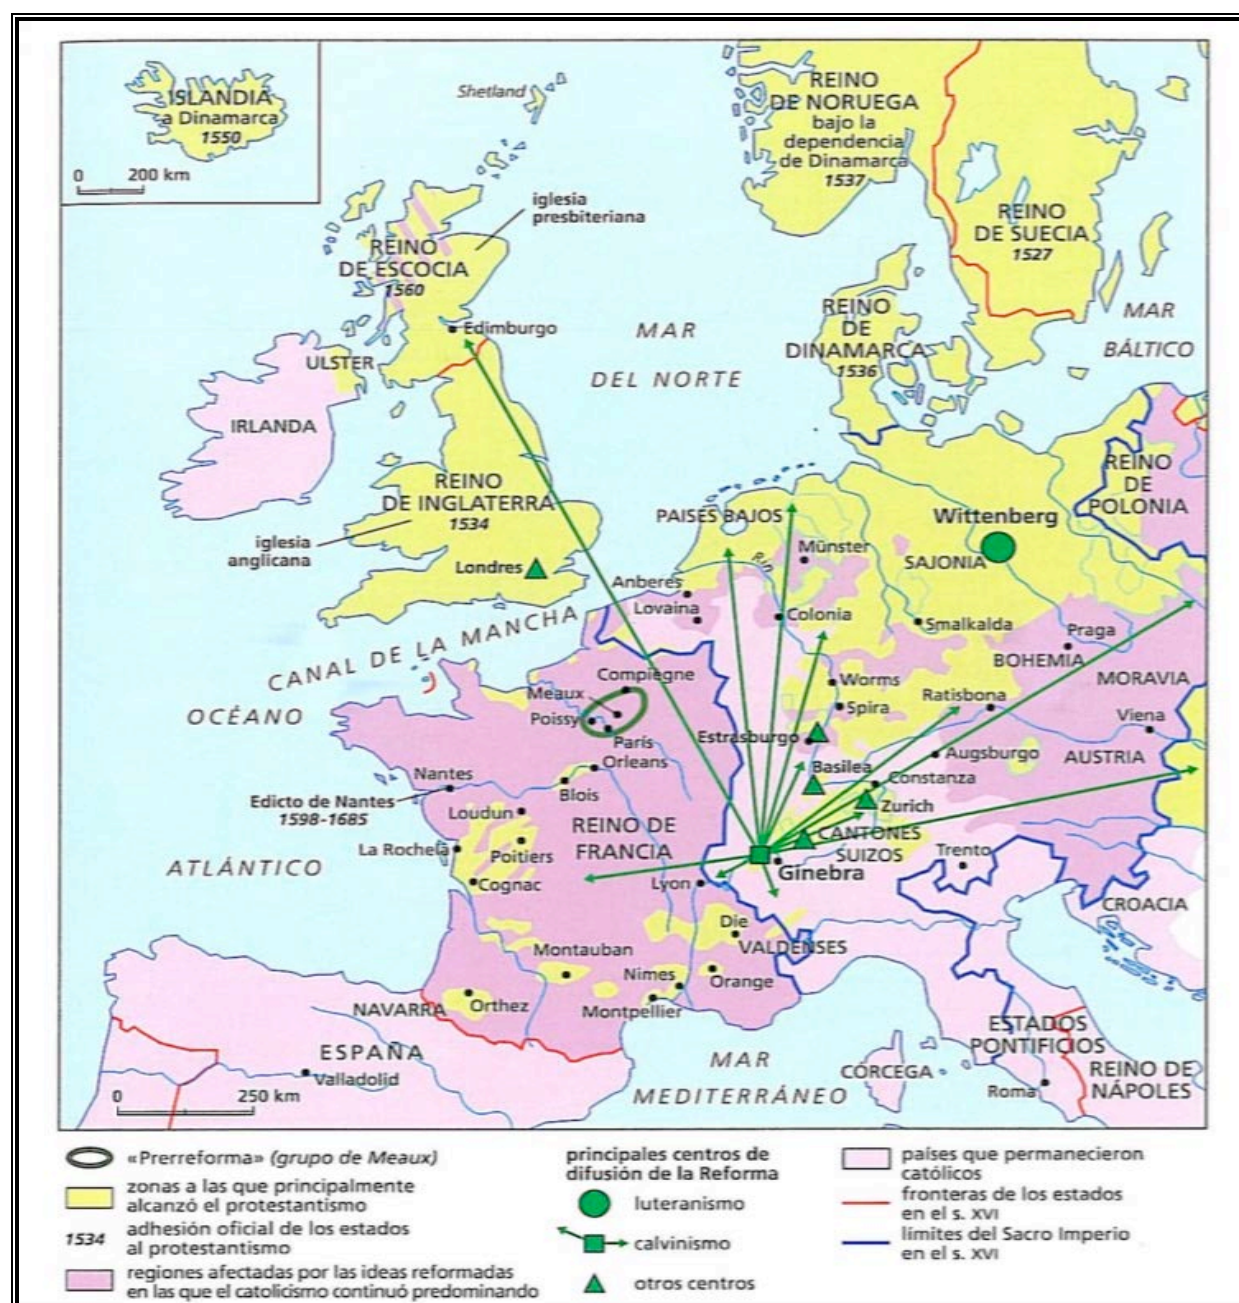 ISLANDIA
a Dinamarca
1550
0 200 km
Shetland
REINO
DE NORUEGA
bajo la
dependencia
de Dinamarca
1537
REINO
DE SUECIA
1527
iglesia
presbiteriana
REINO
DE ESCOCIA
1560
Edimburgo
MAR
DEL NORTE
REINO
DE
DINAMARCA
1536
MAR
BÁLTICO
ULSTER
IRLANDA
REINO
DE INGLATERRA
1534
iglesia
anglicana
Londres
PAISES BAJOS
Rin
Münster
Wittenberg
SAJONIA
REINO
DE
POLONIA
Anberes
Lovaina
Colonia
Smalkalda
Praga
BOHEMIA
MORAVIA
CANAL DE LA MANCHA
Compiegne
Meaux
Poissy
París
Worms
Spira
Ratisbona
Viena
OCÉANO
Estrasburgo
Augsburgo
AUSTRIA
Nantes
Orleans
Blois
Basilea
Constanza
Edicto de Nantes
1598-1685
Loudun
Zurich
REINO DE
FRANCIA
CANTONES
SUIZOS
La Rochela
Poitiers
Trento
ATLÁNTICO
Cognac
Lyon
Ginebra
CROACIA
Die
VALDENSES
Montauban
Nimes
Orange
NAVARRA
Orthez
Montpellier
ESTADOS
PONTIFICIOS
ESPAÑA
Valladolid
MAR
MEDITERRÁNEO
CÓRCEGA
Roma
REINO DE
NÁPOLES
0 250 km
«Prerreforma» (grupo de Meaux)
zonas a las que principalmente
alcanzó el protestantismo
1534 adhesión oficial de los estados
al protestantismo
regiones afectadas por las ideas reformadas
en las que el catolicismo continuó predominando
principales centros de
difusión de la Reforma
luteranismo
calvinismo
otros centros
países que permanecieron
católicos
fronteras de los estados
en el s. XVI
límites del Sacro Imperio
en el s. XVI